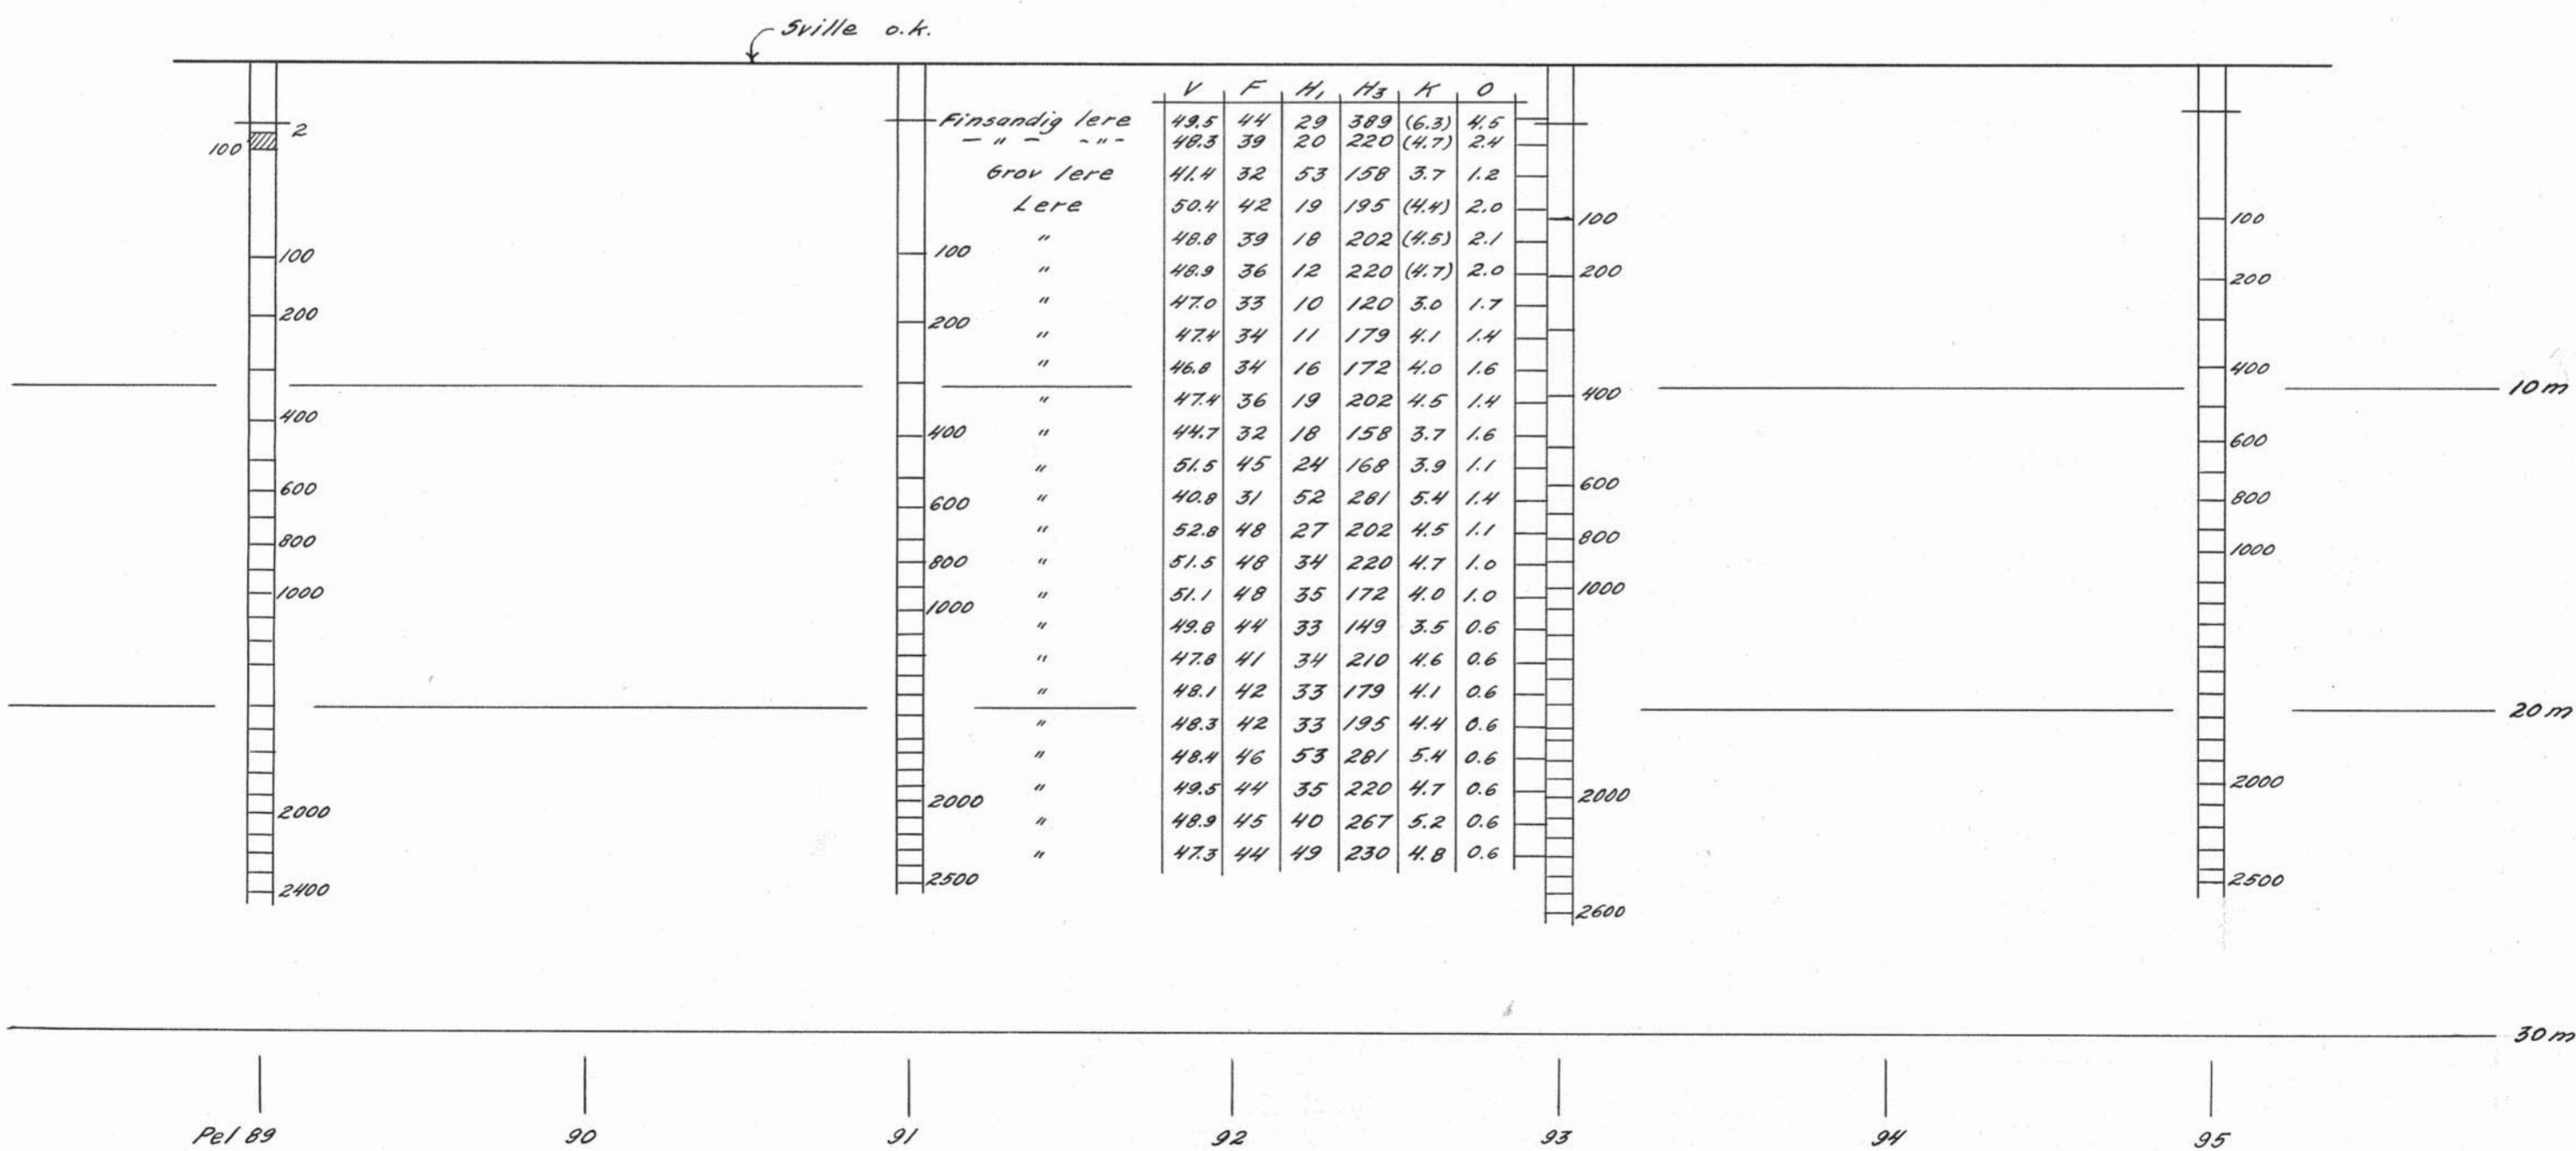 Sville o.k.
V F H1 H3 K O
Finsandig lere 49.5 44 29 389 (6.3) 4.5
— " — - " - 48.3 39 20 220 (4.7) 2.4
Grov lere 41.4 32 53 158 3.7 1.2
Lere 50.4 42 19 195 (4.4) 2.0
" 48.8 39 18 202 (4.5) 2.1
" 48.9 36 12 220 (4.7) 2.0
" 47.0 33 10 120 3.0 1.7
" 47.4 34 11 179 4.1 1.4
" 46.8 34 16 172 4.0 1.6
" 47.4 36 19 202 4.5 1.4
" 44.7 32 18 158 3.7 1.6
" 51.5 45 24 168 3.9 1.1
" 40.8 31 52 281 5.4 1.4
" 52.8 48 27 202 4.5 1.1
" 51.5 48 34 220 4.7 1.0
" 51.1 48 35 172 4.0 1.0
" 49.8 44 33 149 3.5 0.6
" 47.8 41 34 210 4.6 0.6
" 48.1 42 33 179 4.1 0.6
" 48.3 42 33 195 4.4 0.6
" 48.4 46 53 281 5.4 0.6
" 49.5 44 35 220 4.7 0.6
" 48.9 45 40 267 5.2 0.6
" 47.3 44 49 230 4.8 0.6
2
100
100
200
400
600
800
1000
2000
2400
100
200
400
600
800
1000
2000
2500
100
200
400
600
800
1000
2000
2600
100
200
400
600
800
1000
2000
2500
10 m
20 m
30 m
Pel 89 90 91 92 93 94 95